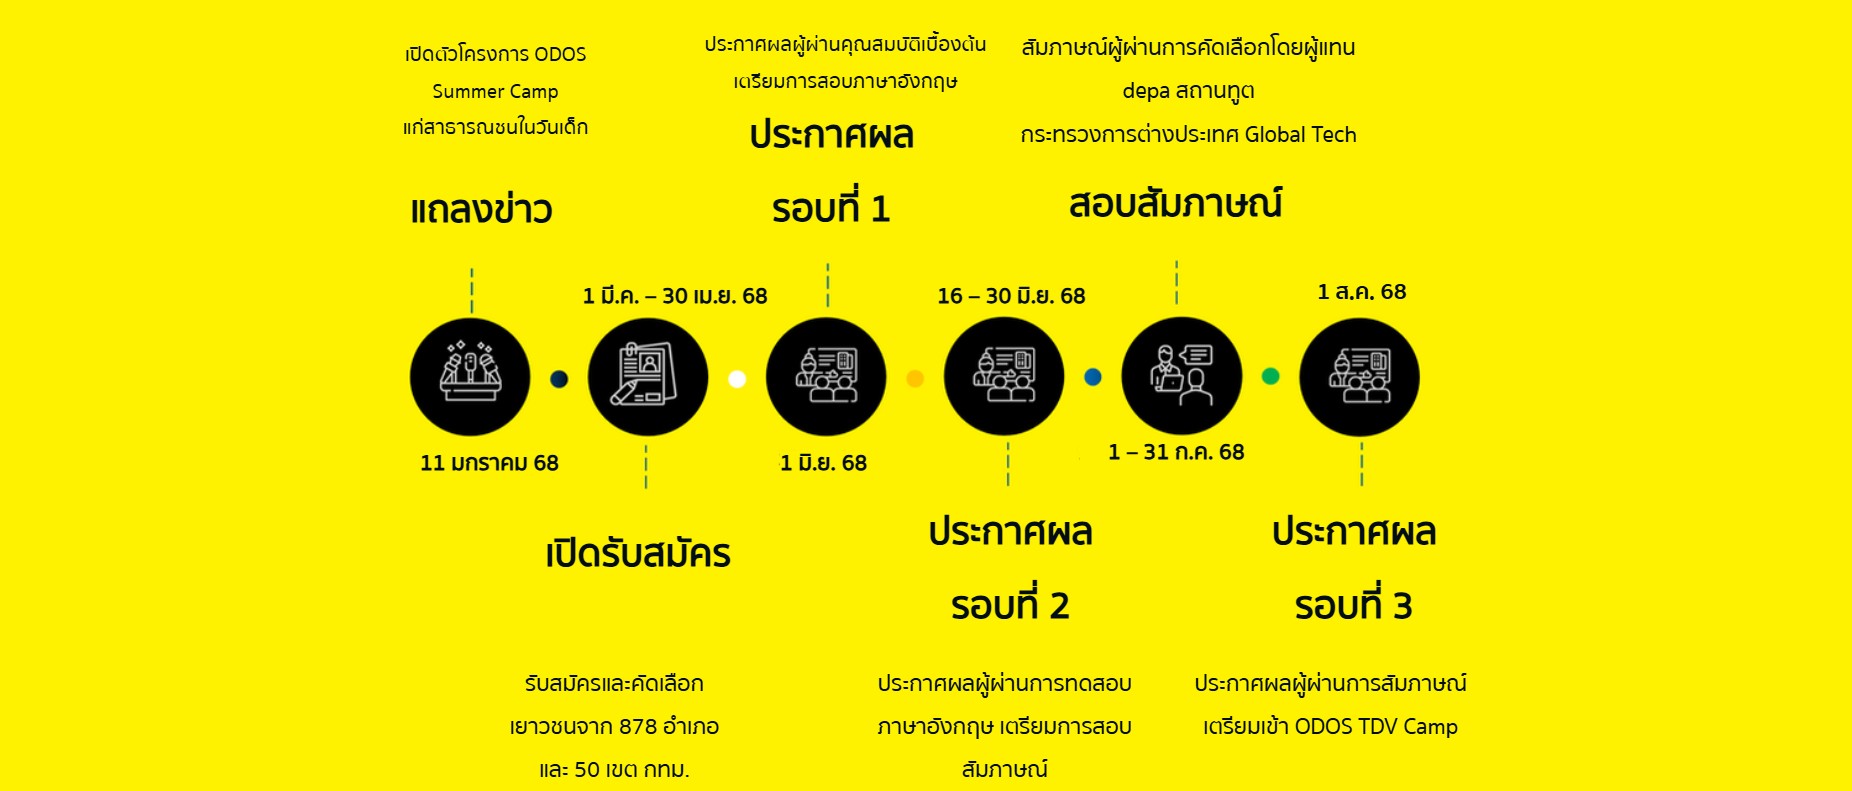 เปิดตัวโครงการ ODOS
Summer Camp
แก่สาธารณชนในวันเด็ก
แถลงข่าว
11 มกราคม 68
1 มี.ค. – 30 เม.ย. 68
เปิดรับสมัคร
รับสมัครและคัดเลือก
เยาวชนจาก 878 อำเภอ
และ 50 เขต กทม.
ประกาศผลผู้ผ่านคุณสมบัติเบื้องต้น
เตรียมการสอบภาษาอังกฤษ
ประกาศผล
รอบที่ 1
1 มิ.ย. 68
16 – 30 มิ.ย. 68
ประกาศผล
รอบที่ 2
ประกาศผลผู้ผ่านการทดสอบ
ภาษาอังกฤษ เตรียมการสอบ
สัมภาษณ์
สัมภาษณ์ผู้ผ่านการคัดเลือกโดยผู้แทน
depa สถานทูต
กระทรวงการต่างประเทศ Global Tech
สอบสัมภาษณ์
1 – 31 ก.ค. 68
1 ส.ค. 68
ประกาศผล
รอบที่ 3
ประกาศผลผู้ผ่านการสัมภาษณ์
เตรียมเข้า ODOS TDV Camp